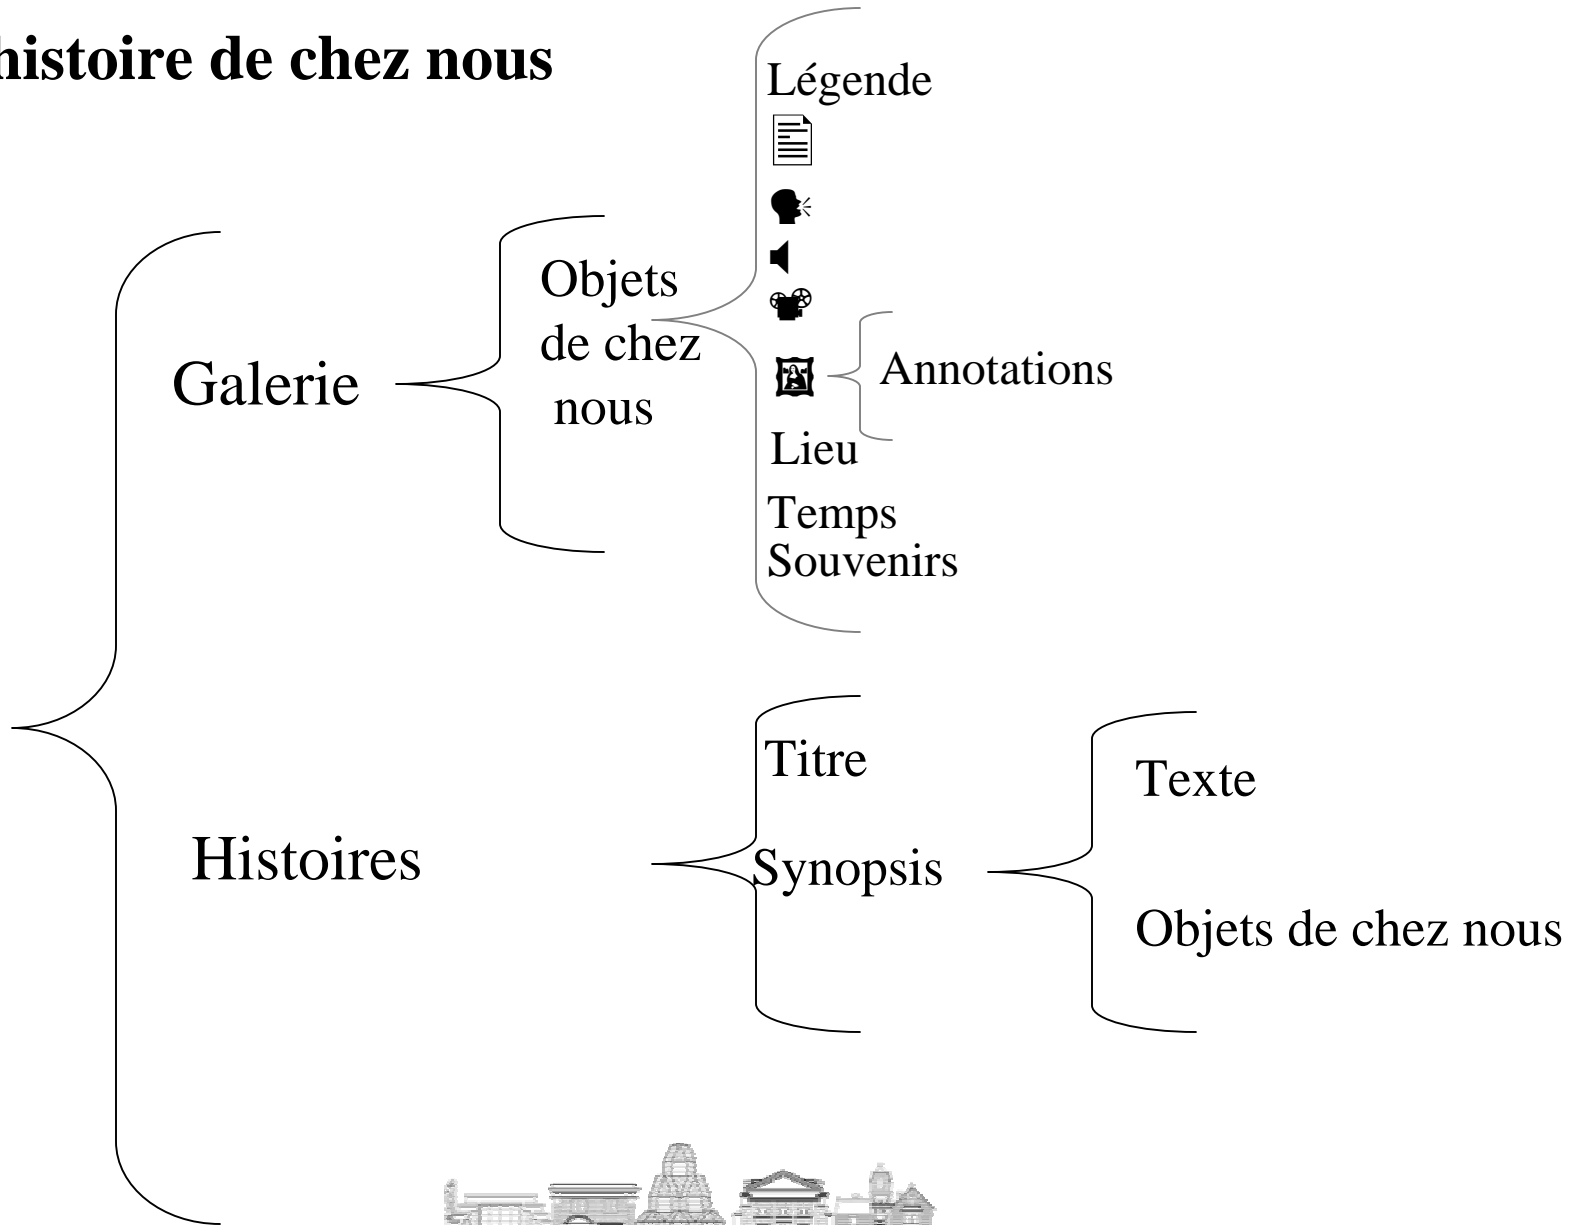 histoire de chez nous
Légende
Objets
de chez
nous
Galerie
Annotations
Lieu
Temps
Souvenirs
Titre
Texte
Histoires
Synopsis
Objets de chez nous